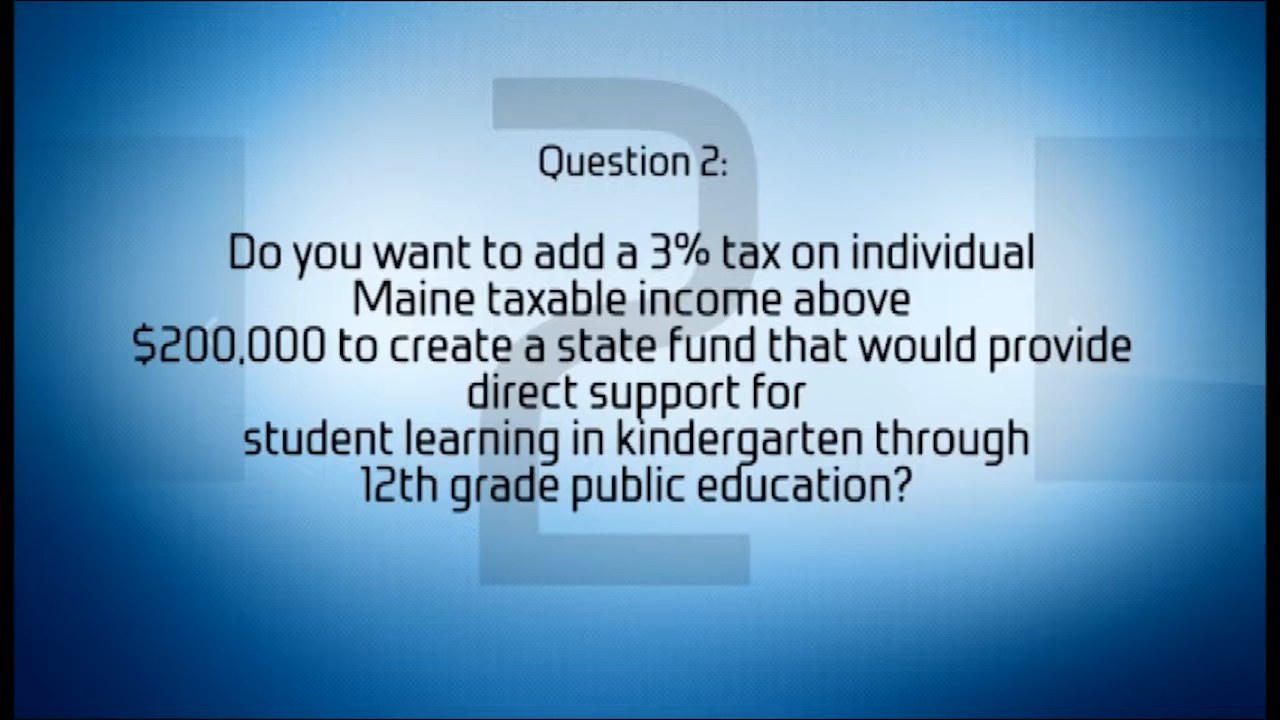 Question 2:
Do you want to add a 3% tax on individual
Maine taxable income above
$200,000 to create a state fund that would provide
direct support for
student learning in kindergarten through
12th grade public education?
2